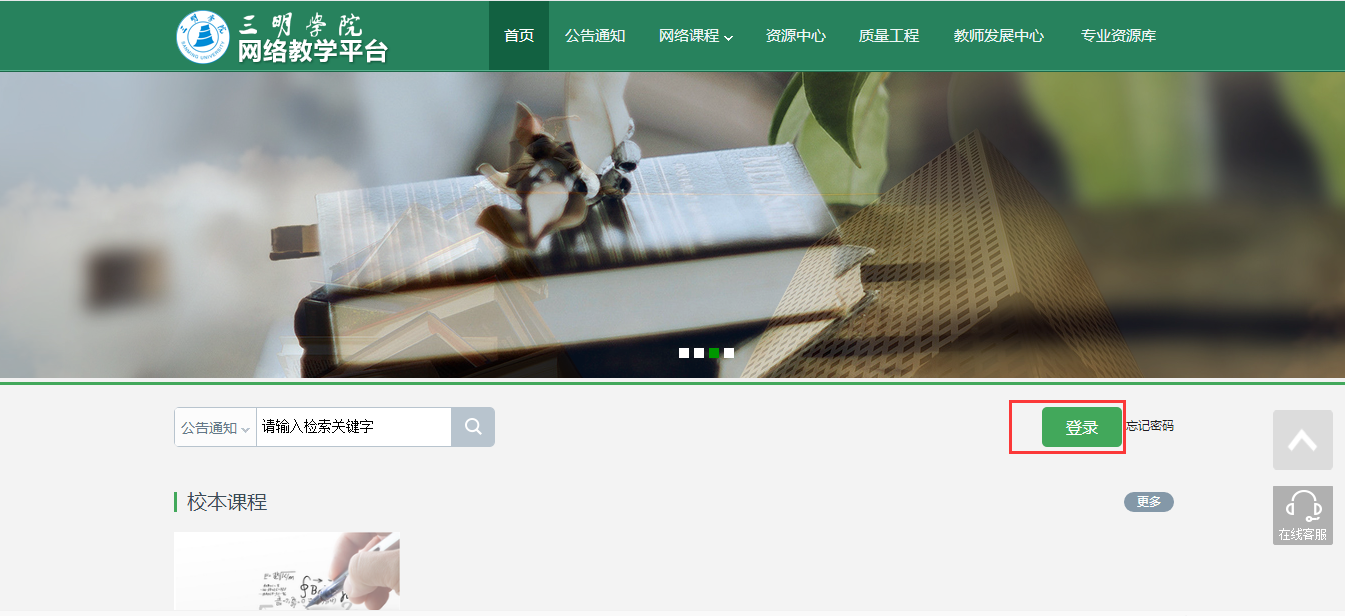 三明学院
网络教学平台
首页 公告通知 网络课程 资源中心 质量工程 教师发展中心 专业资源库
公告通知 请输入检索关键字 登录 忘记密码
校本课程 更多
在线客服